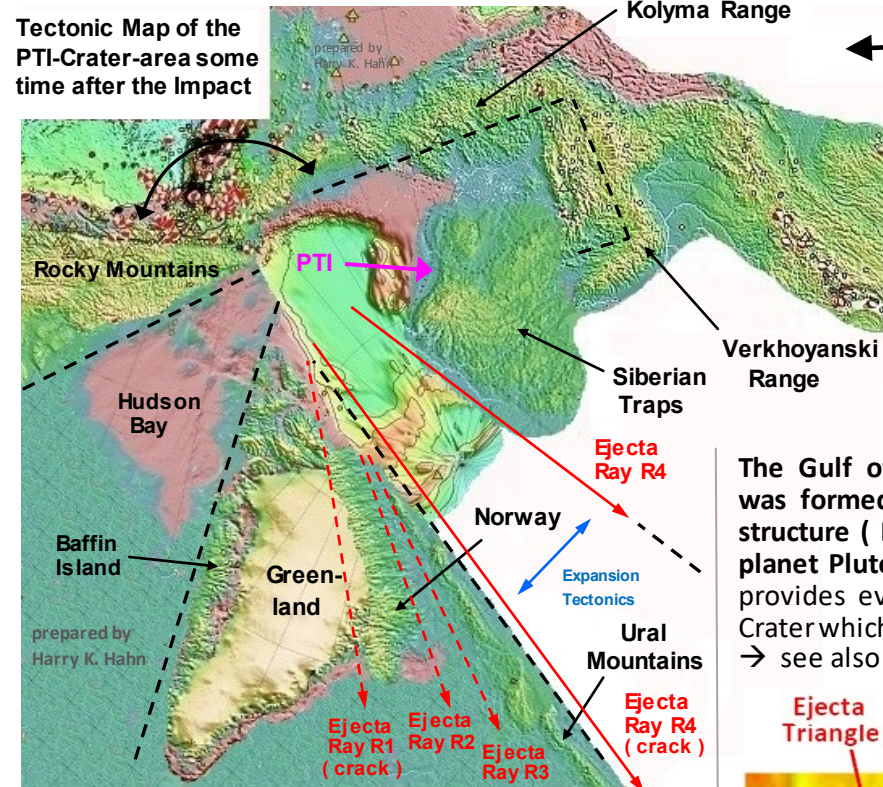 Tectonic Map of the
PTI-Crater-area some
time after the Impact
prepared by
Harry K. Hahn
Kolyma Range
Rocky Mountains
PTI
Hudson
Bay
Siberian
Traps
Verkhoyanski
Range
Ejecta
Ray R4
Baffin
Island
Green-
land
Norway
Expansion
Tectonics
Ural
Mountains
prepared by
Harry K. Hahn
Ejecta
Ray R1
( crack )
Ejecta
Ray R2
Ejecta
Ray R3
Ejecta
Ray R4
( crack )
The Gulf of
was formed
structure (
planet Plut
provides ev
Crater which
→ see also
Ejecta
Triangle